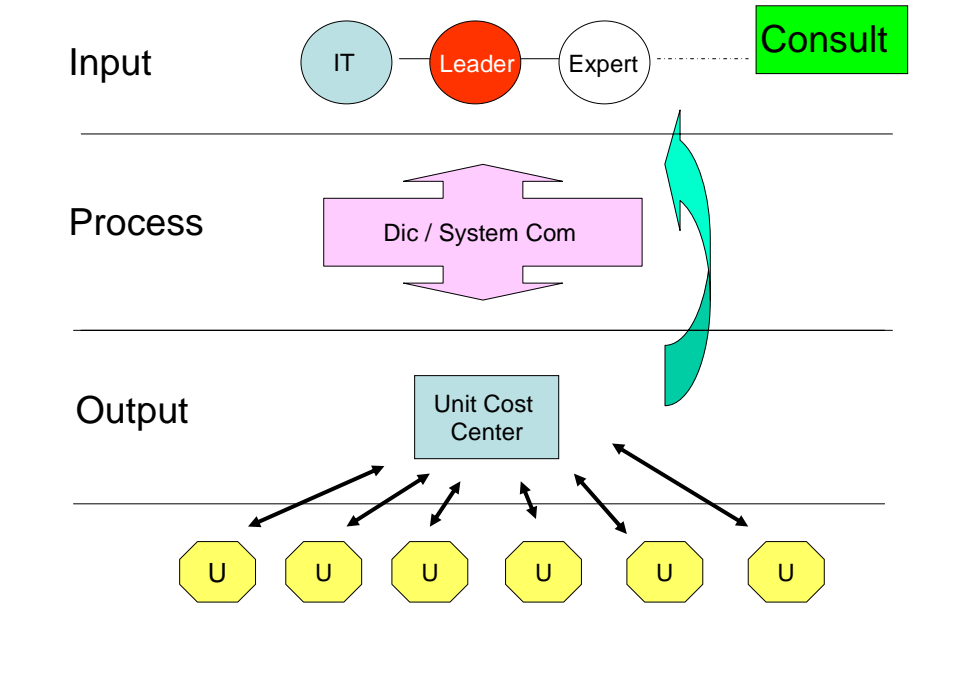 Input
IT
Leader
Expert
Consult
Process
Dic / System Com
Output
Unit Cost
Center
U
U
U
U
U
U